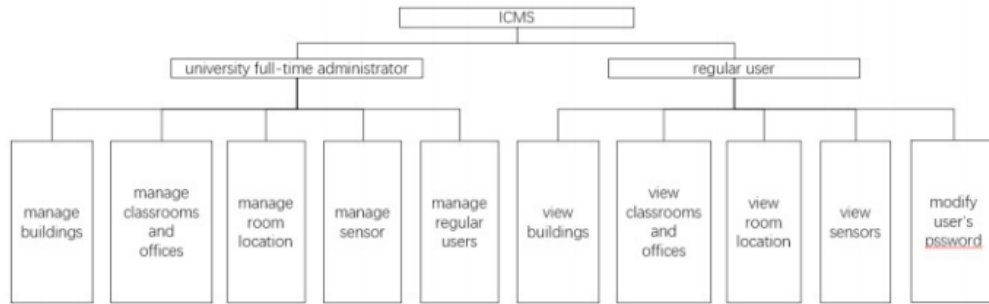 ICMS
university full-time administrator
regular user
manage
buildings
manage
classrooms
and
offices
manage
room
location
manage
sensor
manage
regular
users
view
buildings
view
classrooms
and
offices
view
room
location
view
sensors
modify
user's
pssword